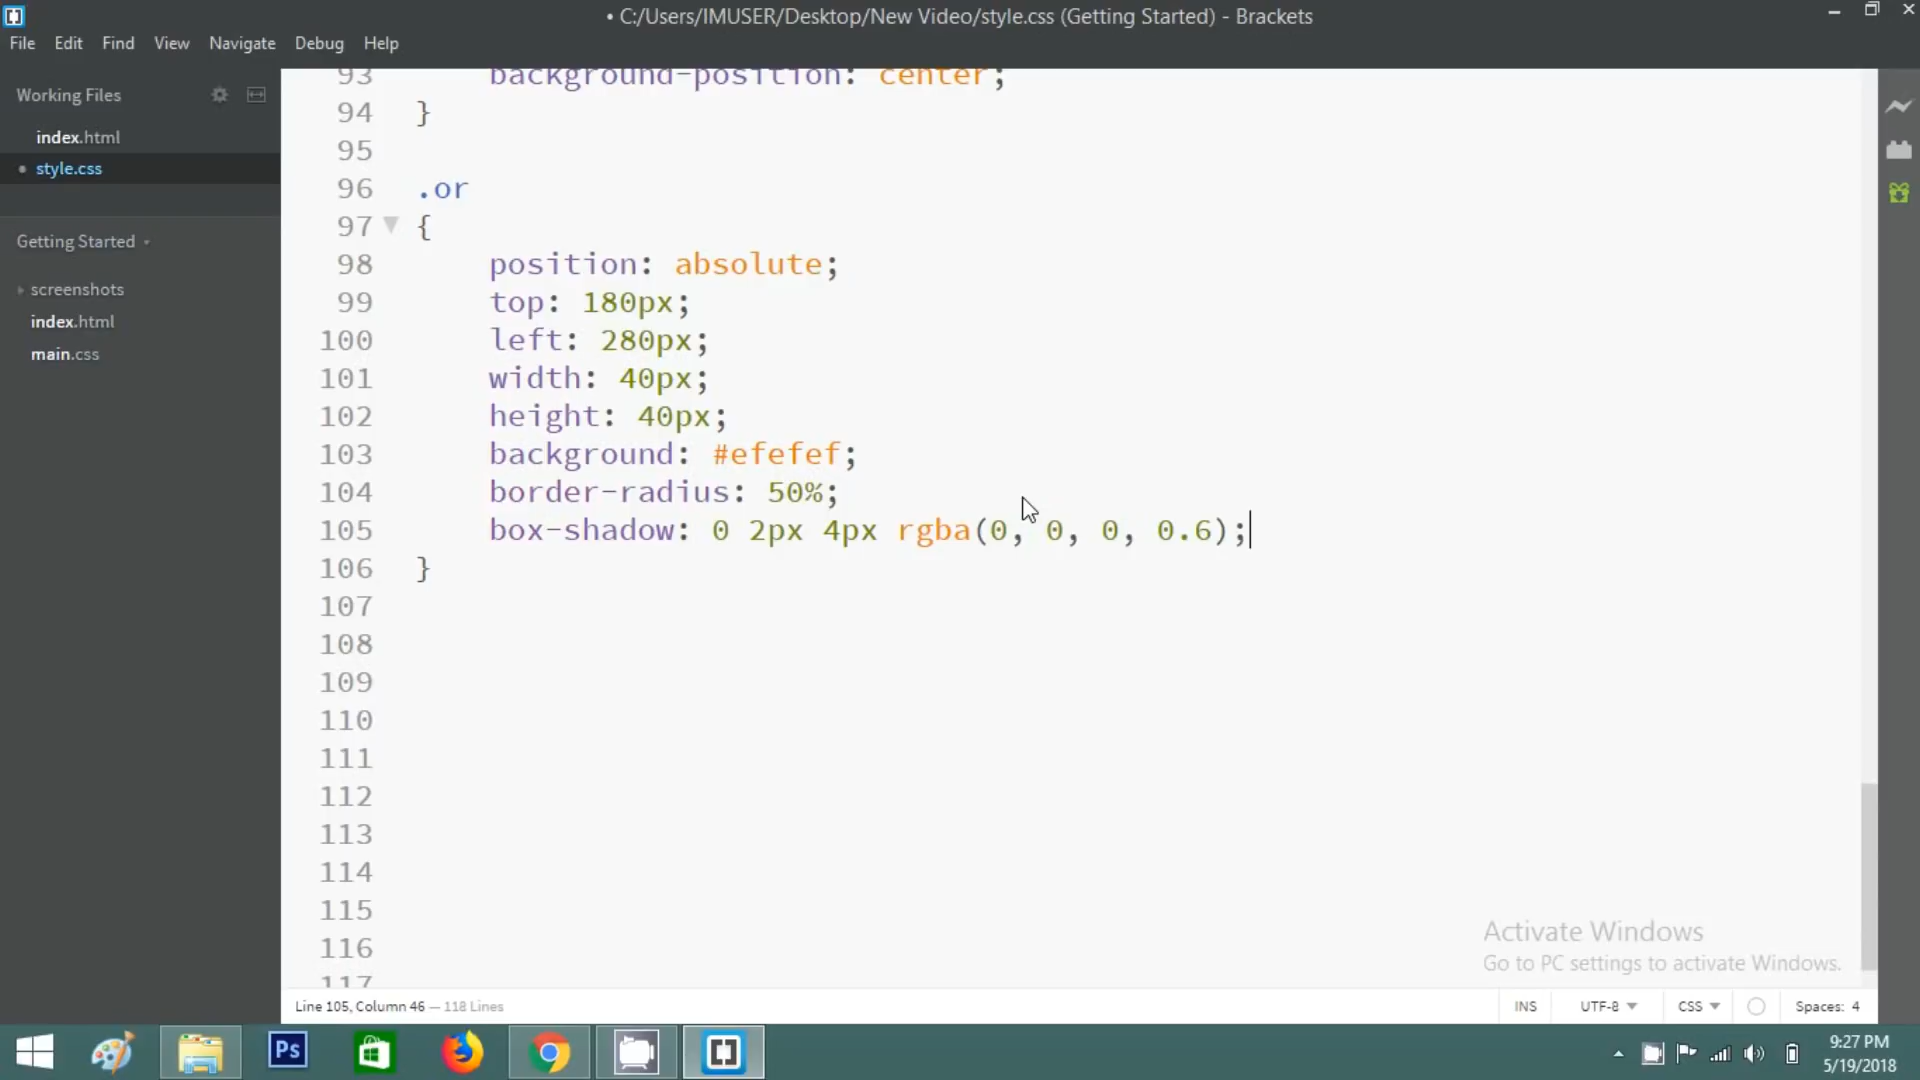 • C:/Users/IMUSER/Desktop/New Video/style.css (Getting Started) - Brackets
File Edit Find View Navigate Debug Help
Working Files
index.html
• style.css
Getting Started
screenshots
index.html
main.css
93 background-position: center;
94 }
95
96 .or
97 {
98 position: absolute;
99 top: 180px;
100 left: 280px;
101 width: 40px;
102 height: 40px;
103 background: #efefef;
104 border-radius: 50%;
105 box-shadow: 0 2px 4px rgba(0, 0, 0, 0.6);
106 }
107
108
109
110
111
112
113
114
115
116
117
Activate Windows
Go to PC settings to activate Windows.
Line 105, Column 46 — 118 Lines
INS UTF-8 CSS Spaces: 4
Ps
9:27 PM
5/19/2018